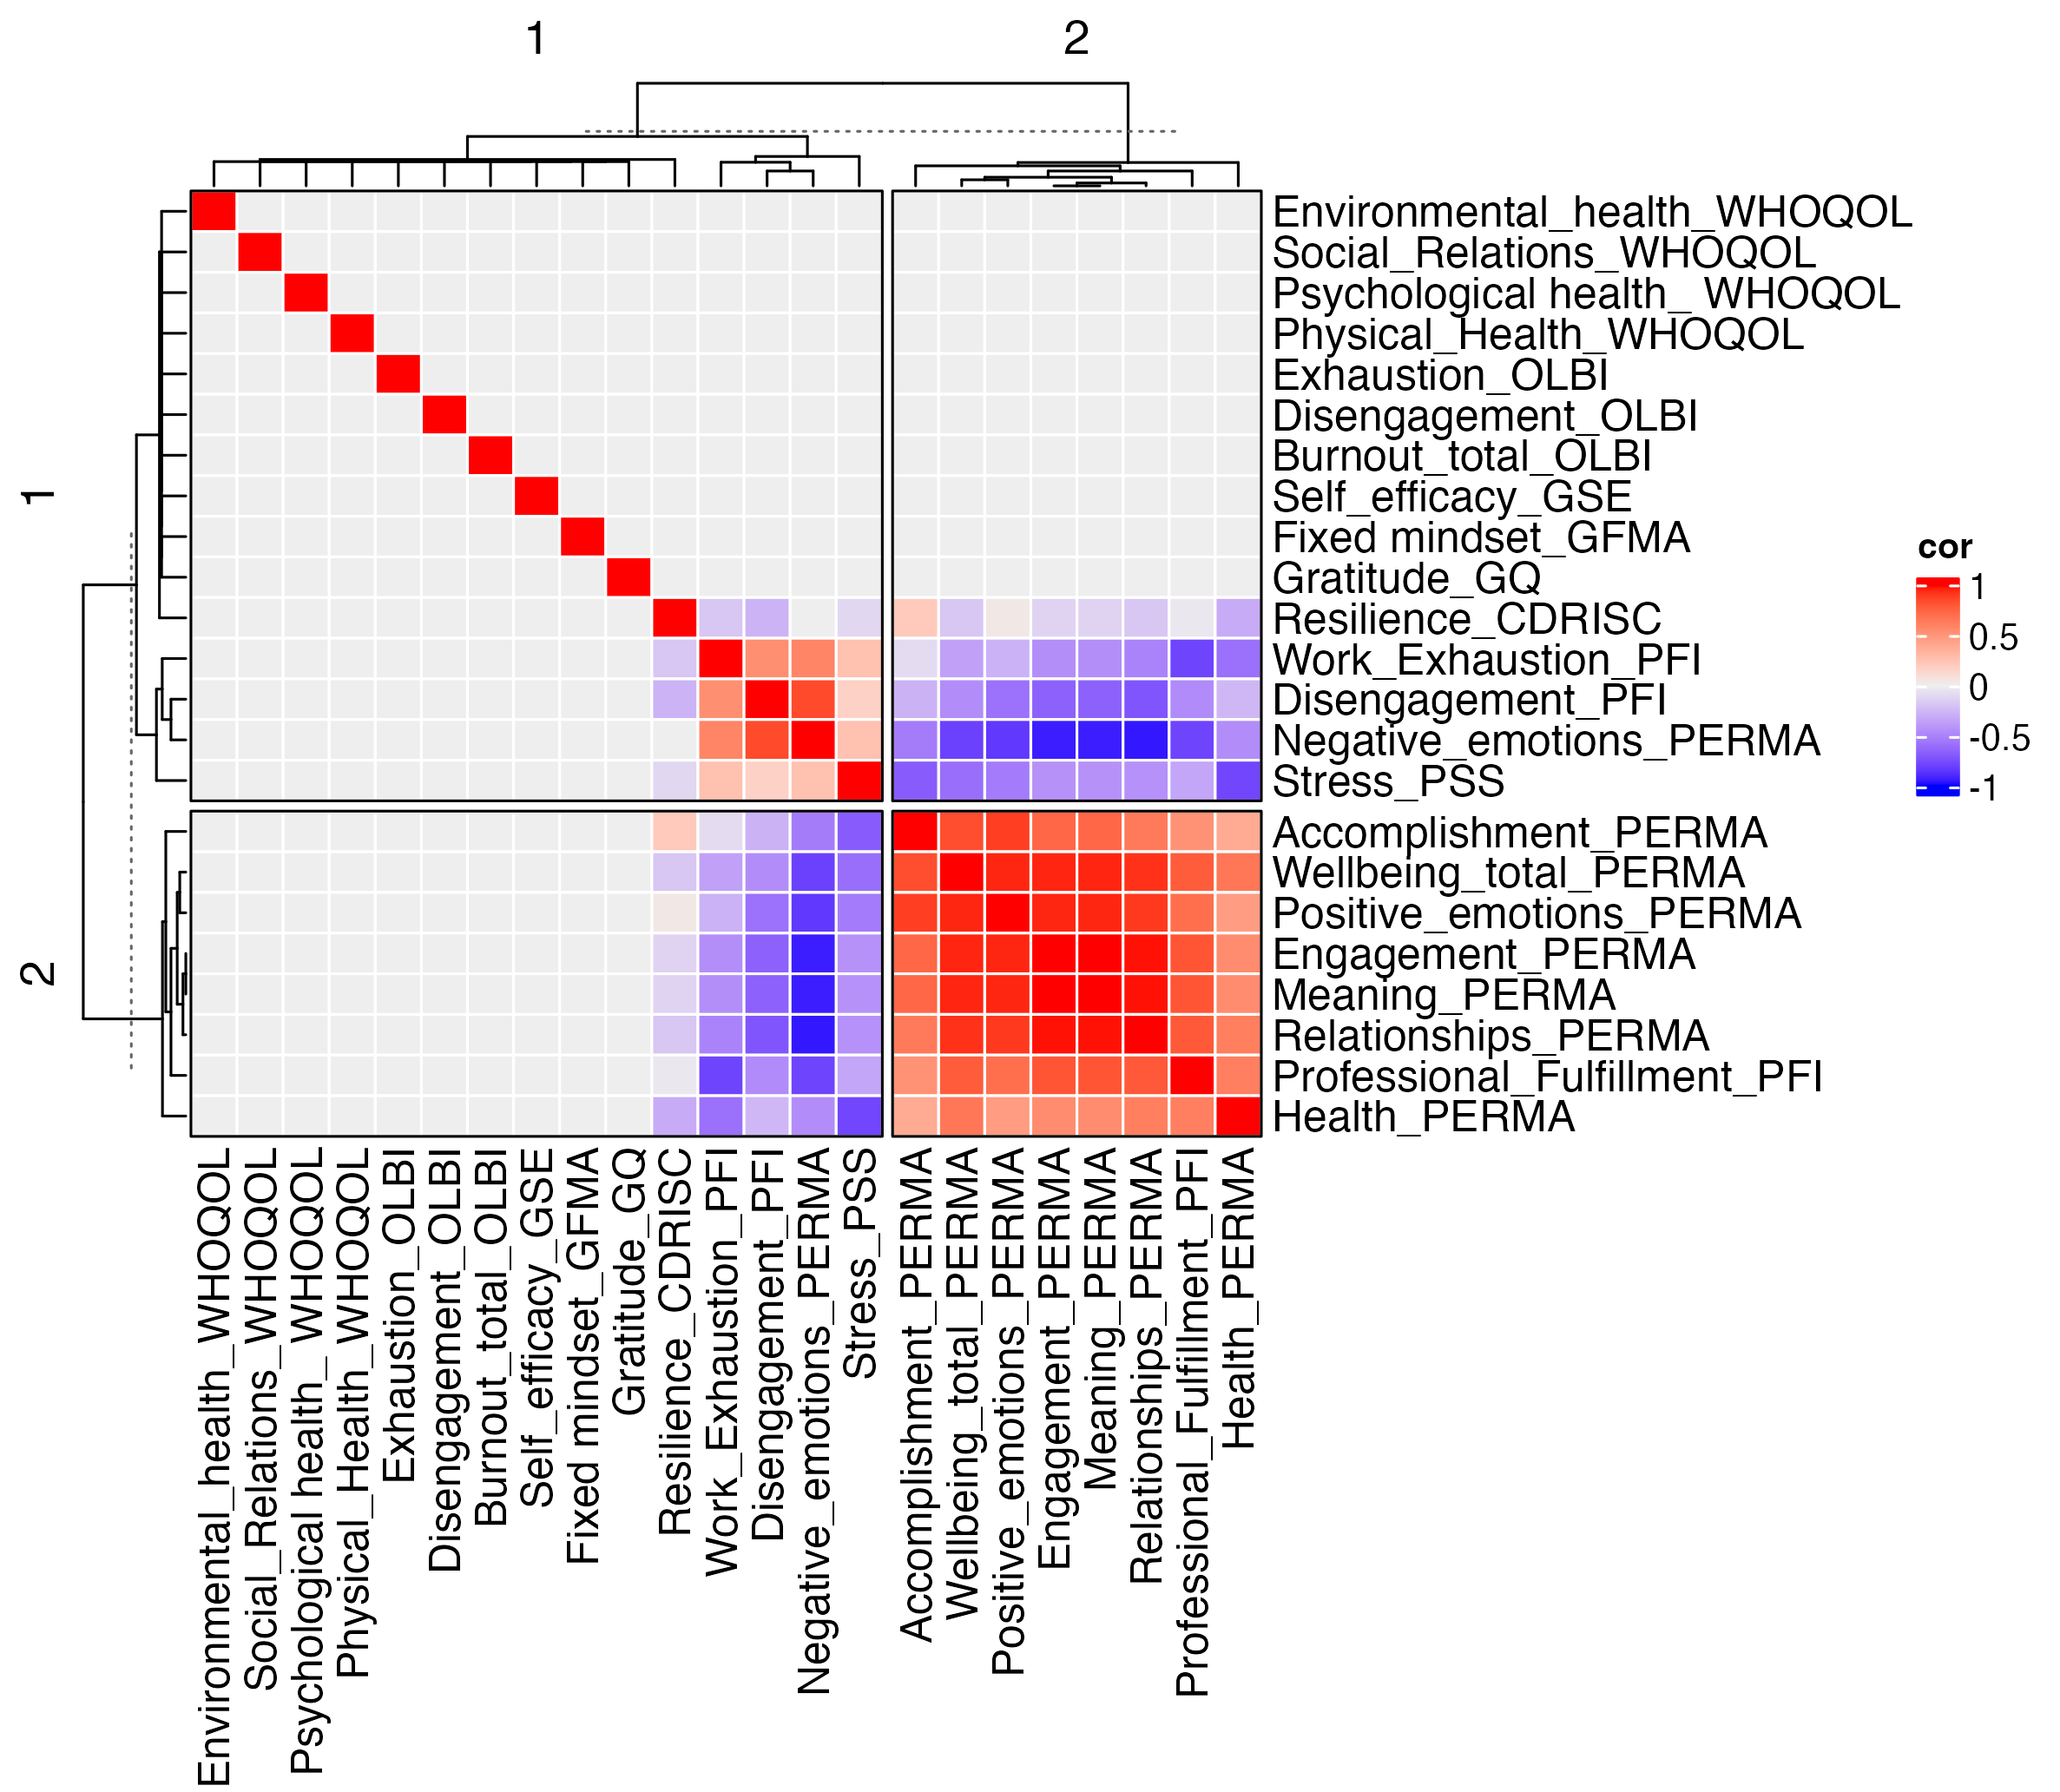 1
2
1
2
Environmental_health_WHOQOL
Social_Relations_WHOQOL
Psychological health_ WHOQOL
Physical_Health_WHOQOL
Exhaustion_OLBI
Disengagement_OLBI
Burnout_total_OLBI
Self_efficacy_GSE
Fixed mindset_GFMA
Gratitude_GQ
Resilience_CDRISC
Work_Exhaustion_PFI
Disengagement_PFI
Negative_emotions_PERMA
Stress_PSS
Accomplishment_PERMA
Wellbeing_total_PERMA
Positive_emotions_PERMA
Engagement_PERMA
Meaning_PERMA
Relationships_PERMA
Professional_Fulfillment_PFI
Health_PERMA
cor
1
0.5
0
-0.5
-1
Environmental_health_WHOQOL
Social_Relations_WHOQOL
Psychological health_ WHOQOL
Physical_Health_WHOQOL
Exhaustion_OLBI
Disengagement_OLBI
Burnout_total_OLBI
Self_efficacy_GSE
Fixed mindset_GFMA
Gratitude_GQ
Resilience_CDRISC
Work_Exhaustion_PFI
Disengagement_PFI
Negative_emotions_PERMA
Stress_PSS
Accomplishment_PERMA
Wellbeing_total_PERMA
Positive_emotions_PERMA
Engagement_PERMA
Meaning_PERMA
Relationships_PERMA
Professional_Fulfillment_PFI
Health_PERMA